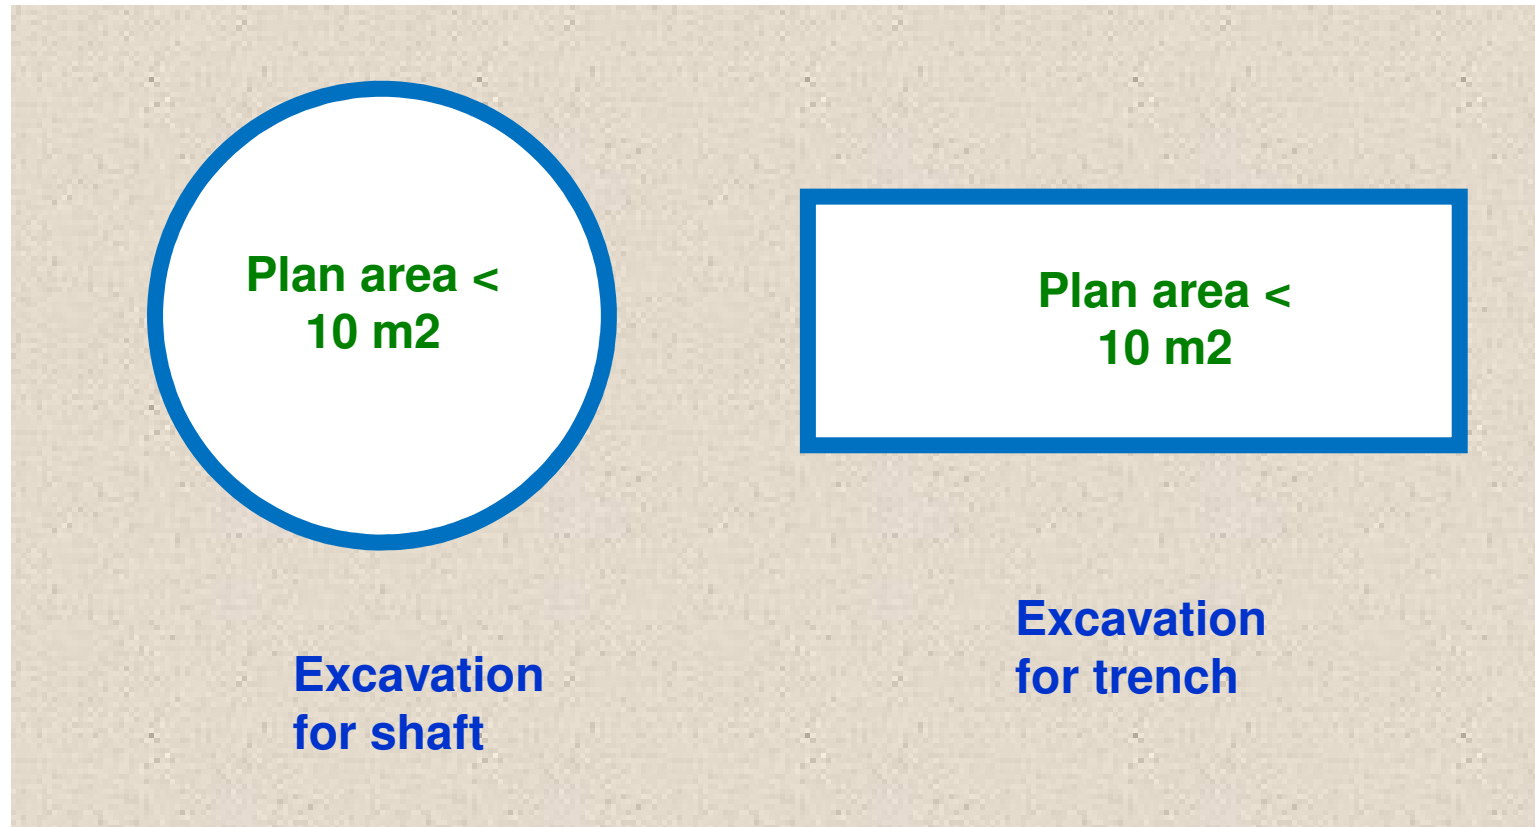 Plan area <
10 m2
Excavation
for shaft
Plan area <
10 m2
Excavation
for trench